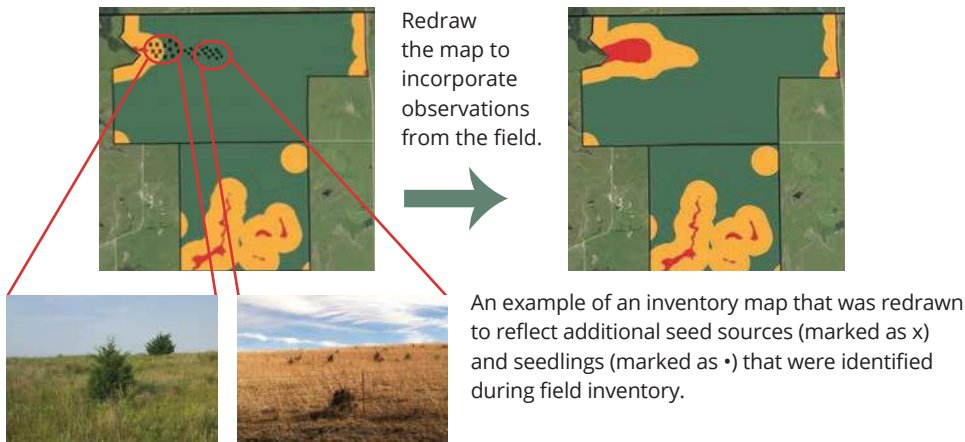 Redraw
the map to
incorporate
observations
from the field.
An example of an inventory map that was redrawn
to reflect additional seed sources (marked as x)
and seedlings (marked as •) that were identified
during field inventory.